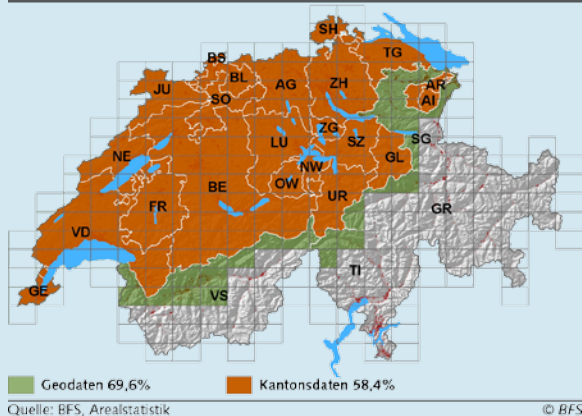 SH
BS
TG
BL
JU
AG
ZH
AR
SO
AI
ZG
LU
SZ
SG
NE
NW
GL
BE
OW
FR
UR
GR
VD
TI
GE
VS
Geodaten 69,6%
Kantonsdaten 58,4%
Quelle: BFS, Arealstatistik
© BFS